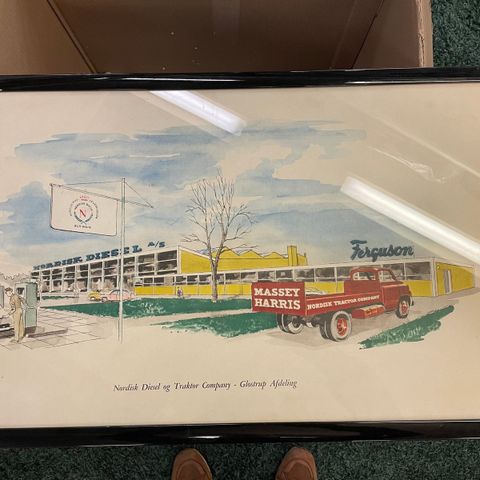 N
NORDISK DIESEL A/S
Ferguson
MASSEY
HARRIS
NORDISK TRACTOR COMPANY
Nordisk Diesel og Traktor Company - Glostrup Afdeling